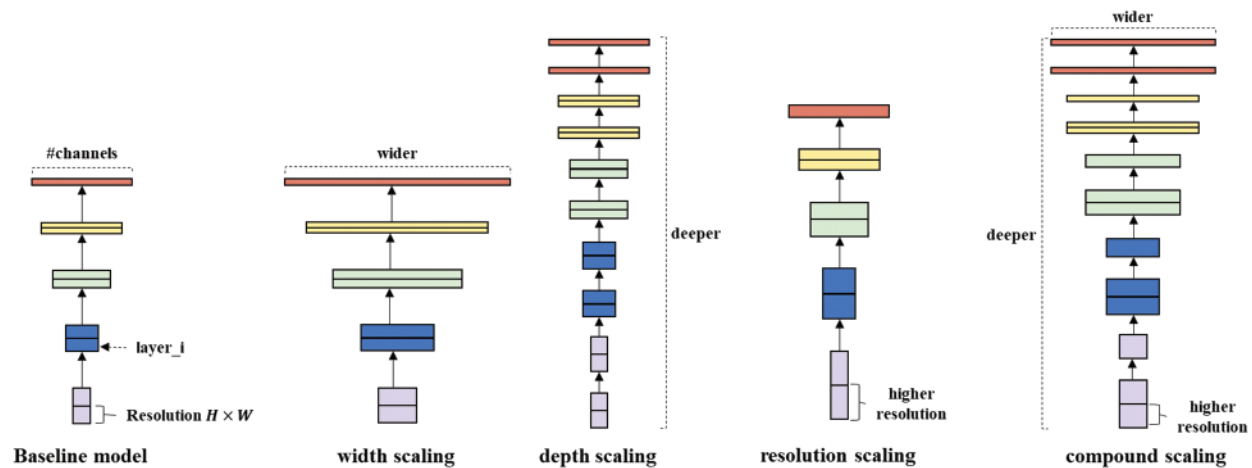 #channels
layer_i
Resolution H × W
Baseline model
wider
width scaling
deeper
depth scaling
higher
resolution
resolution scaling
wider
deeper
higher
resolution
compound scaling